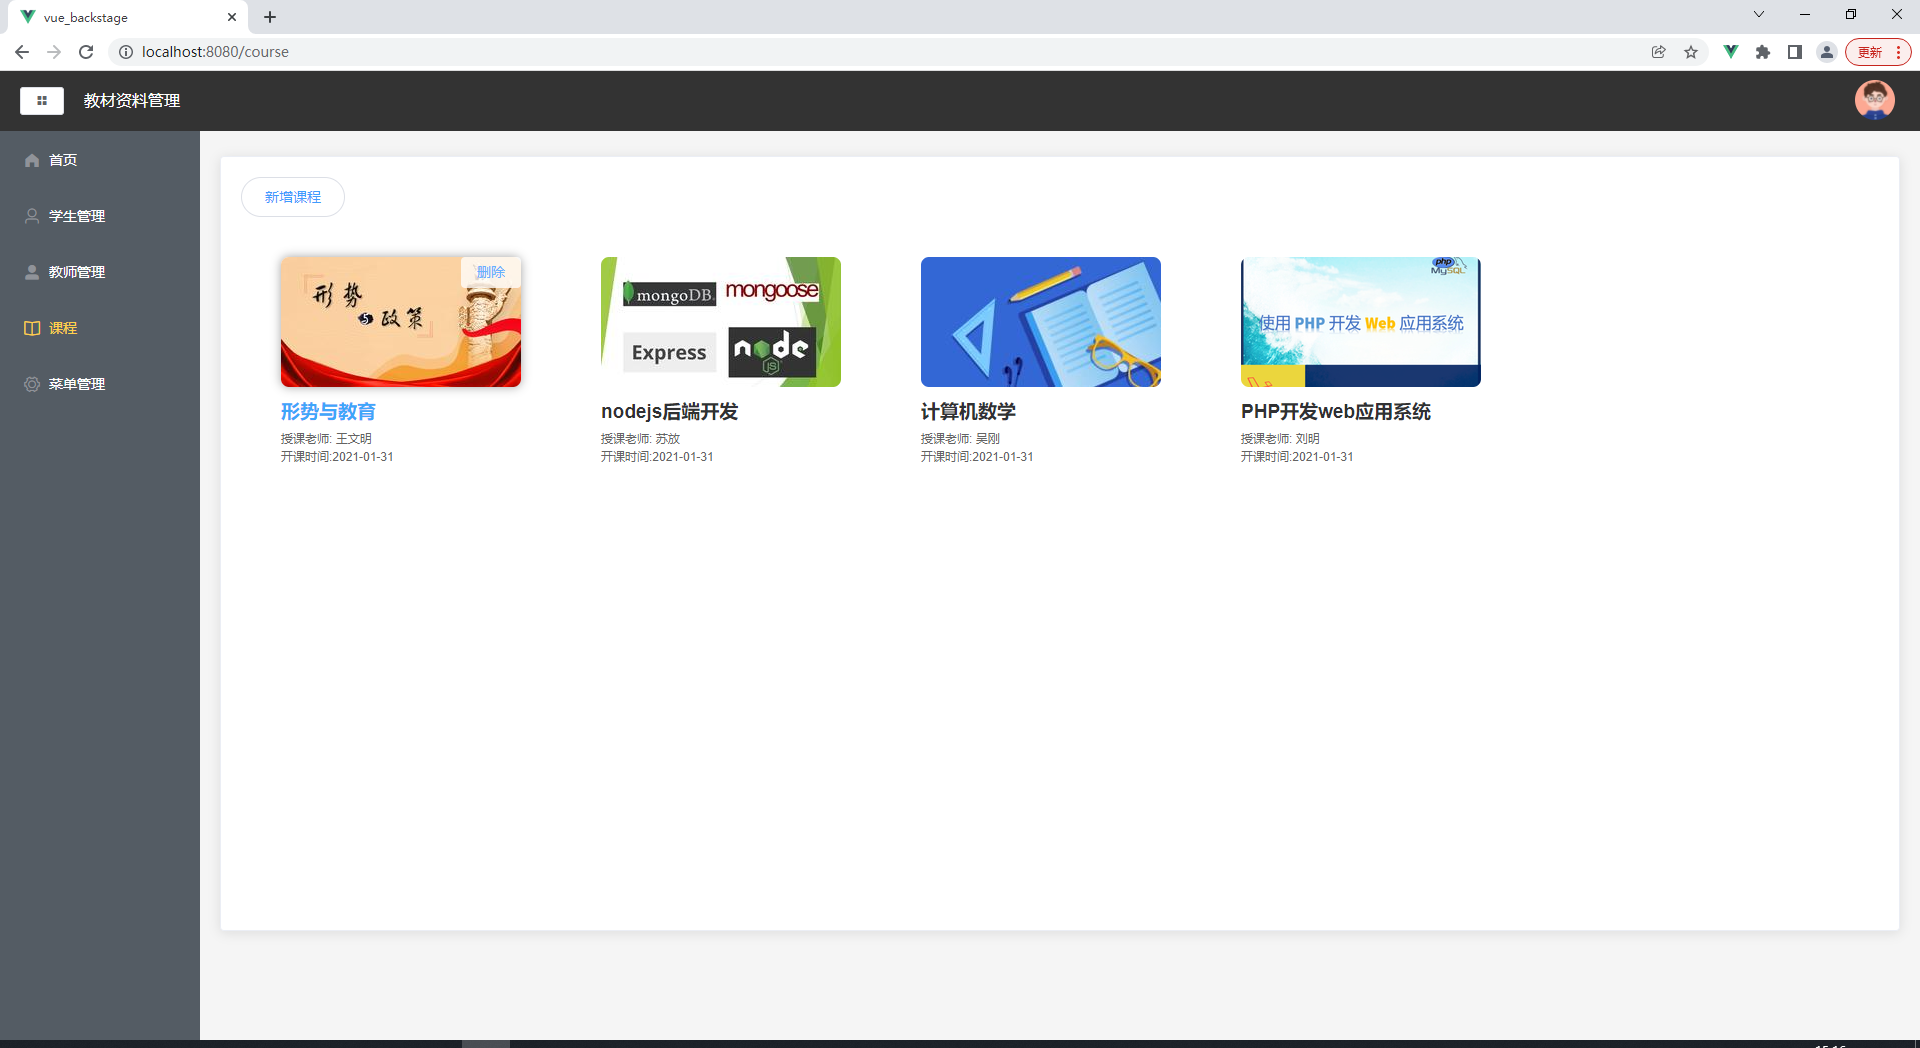 vue_backstage
localhost:8080/course
更新
教材资料管理
首页
学生管理
教师管理
课程
菜单管理
新增课程
删除
形势
与政策
形势与教育
授课老师: 王文明
开课时间:2021-01-31
mongoDB.
mongoose
Express
node
JS
nodejs后端开发
授课老师: 苏放
开课时间:2021-01-31
计算机数学
授课老师: 吴刚
开课时间:2021-01-31
php
MySQL
使用 PHP 开发 Web 应用系统
PHP开发web应用系统
授课老师: 刘明
开课时间:2021-01-31